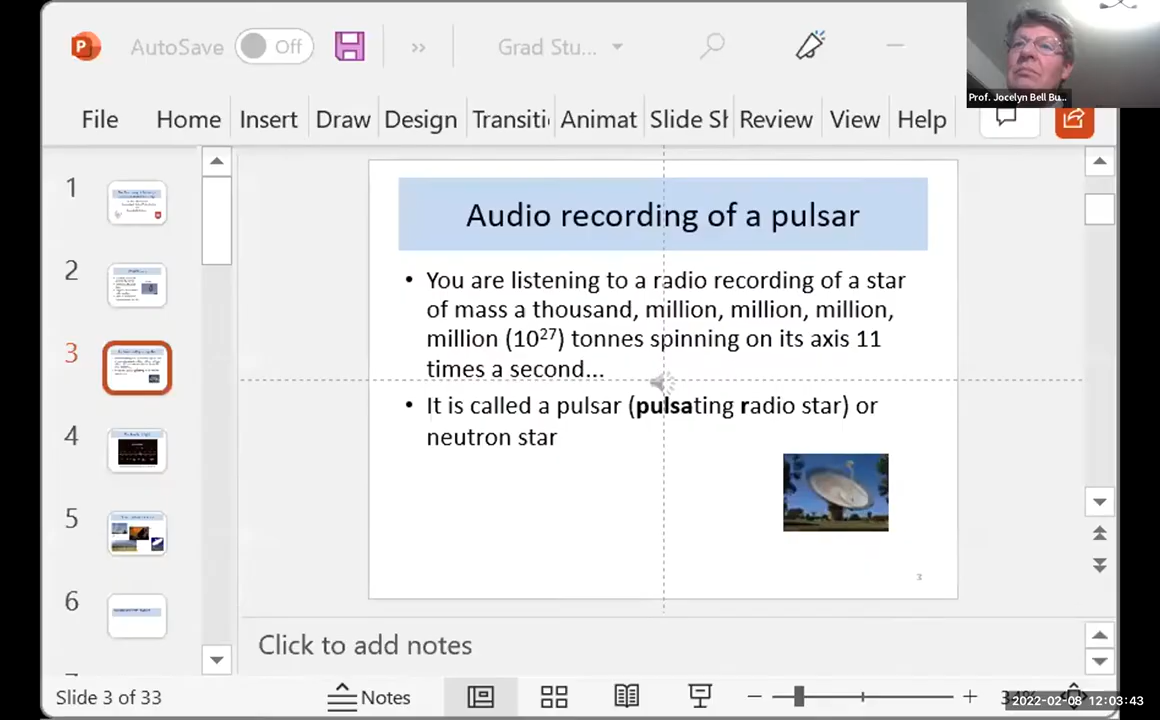 AutoSave Off Grad Stu...
Prof. Jocelyn Bell Bu...
File Home Insert Draw Design Transiti Animat Slide Sh Review View Help
1
2
3
4
5
6
Audio recording of a pulsar
• You are listening to a radio recording of a star
of mass a thousand, million, million, million,
million (10²⁷) tonnes spinning on its axis 11
times a second...
• It is called a pulsar (pulsating radio star) or
neutron star
3
Click to add notes
Slide 3 of 33 Notes
2022-02-08 12:03:43